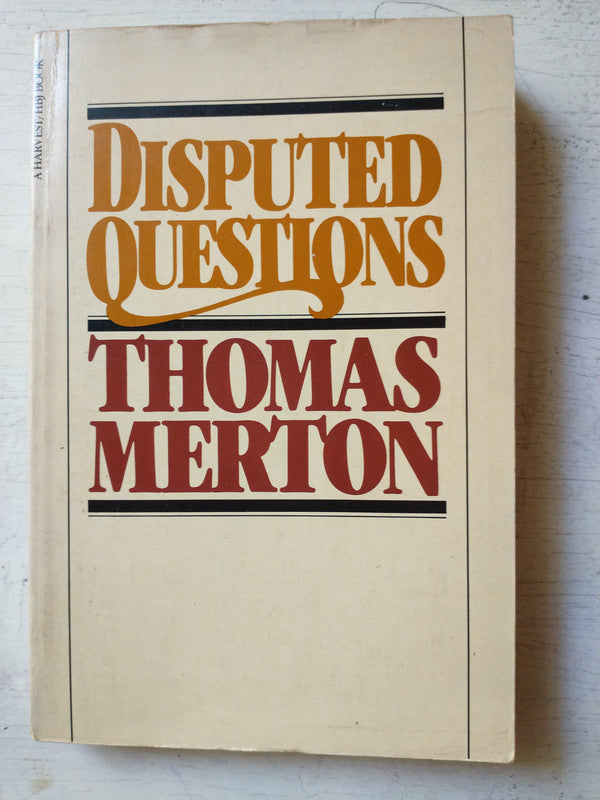 A HARVEST/HBJ BOOK
DISPUTED
QUESTIONS
THOMAS
MERTON